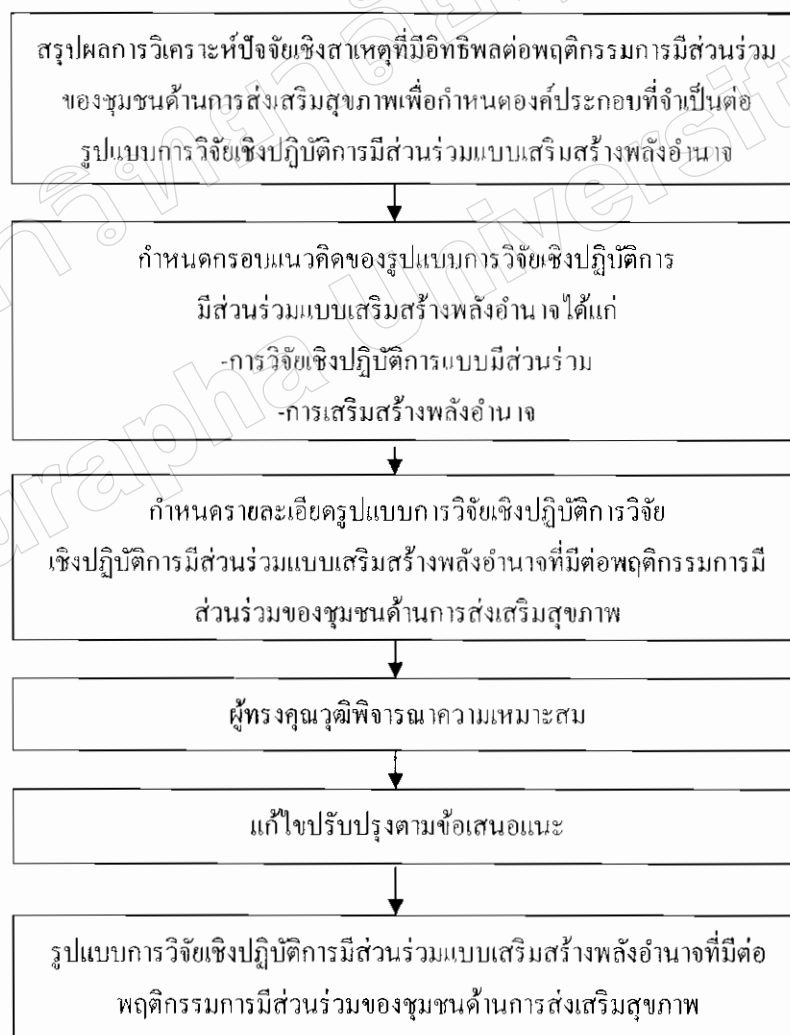 สรุปผลการวิเคราะห์ปัจจัยเชิงสาเหตุที่มีอิทธิพลต่อพฤติกรรมการมีส่วนร่วม
ของชุมชนด้านการส่งเสริมสุขภาพเพื่อกำหนดองค์ประกอบที่จำเป็นต่อ
รูปแบบการวิจัยเชิงปฏิบัติการมีส่วนร่วมแบบเสริมสร้างพลังอำนาจ
กำหนดกรอบแนวคิดของรูปแบบการวิจัยเชิงปฏิบัติการ
มีส่วนร่วมแบบเสริมสร้างพลังอำนาจได้แก่
-การวิจัยเชิงปฏิบัติการแบบมีส่วนร่วม
-การเสริมสร้างพลังอำนาจ
กำหนดรายละเอียดรูปแบบการวิจัยเชิงปฏิบัติการวิจัย
เชิงปฏิบัติการมีส่วนร่วมแบบเสริมสร้างพลังอำนาจที่มีต่อพฤติกรรมการมี
ส่วนร่วมของชุมชนด้านการส่งเสริมสุขภาพ
ผู้ทรงคุณวุฒิพิจารณาความเหมาะสม
แก้ไขปรับปรุงตามข้อเสนอแนะ
รูปแบบการวิจัยเชิงปฏิบัติการมีส่วนร่วมแบบเสริมสร้างพลังอำนาจที่มีต่อ
พฤติกรรมการมีส่วนร่วมของชุมชนด้านการส่งเสริมสุขภาพ